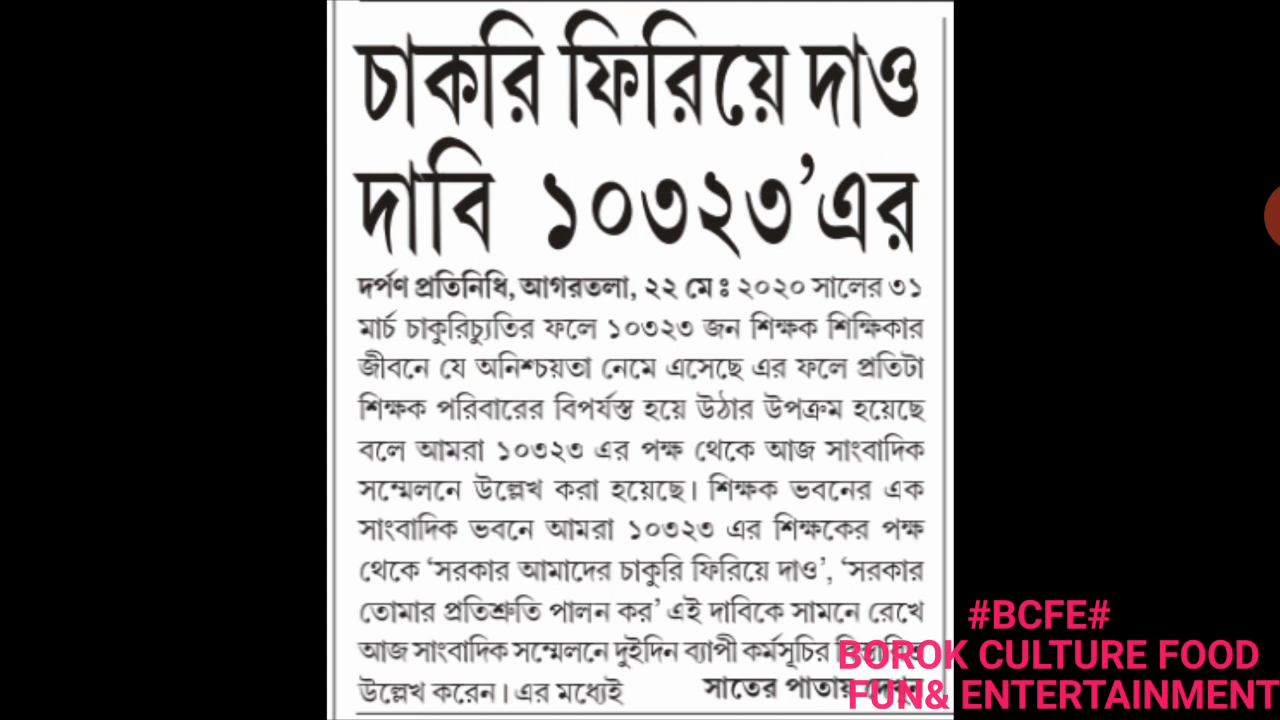 চাকরি ফিরিয়ে দাও
দাবি ১০৩২৩'এর
দর্পণ প্রতিনিধি, আগরতলা, ২২ মে ঃ ২০২০ সালের ৩১
মার্চ চাকুরিচ্যুতির ফলে ১০৩২৩ জন শিক্ষক শিক্ষিকার
জীবনে যে অনিশ্চয়তা নেমে এসেছে এর ফলে প্রতিটা
শিক্ষক পরিবারের বিপর্যস্ত হয়ে উঠার উপক্রম হয়েছে
বলে আমরা ১০৩২৩ এর পক্ষ থেকে আজ সাংবাদিক
সম্মেলনে উল্লেখ করা হয়েছে। শিক্ষক ভবনের এক
সাংবাদিক ভবনে আমরা ১০৩২৩ এর শিক্ষকের পক্ষ
থেকে ‘সরকার আমাদের চাকুরি ফিরিয়ে দাও’, ‘সরকার
তোমার প্রতিশ্রুতি পালন কর’ এই দাবিকে সামনে রেখে
আজ সাংবাদিক সম্মেলনে দুইদিন ব্যাপী কর্মসূচির
উল্লেখ করেন। এর মধ্যেই সাতের পাতায় দেখুন
#BCFE#
BOROK CULTURE FOOD
FUN& ENTERTAINMENT